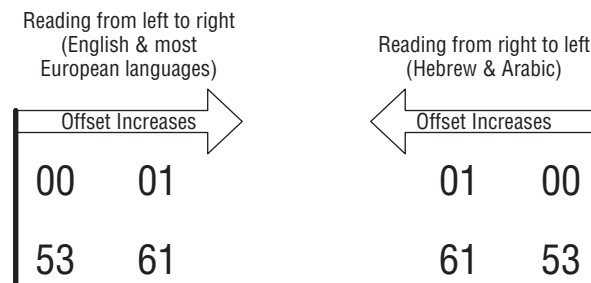 Reading from left to right
(English & most
European languages)
Offset Increases
00 01
53 61
Reading from right to left
(Hebrew & Arabic)
Offset Increases
01 00
61 53